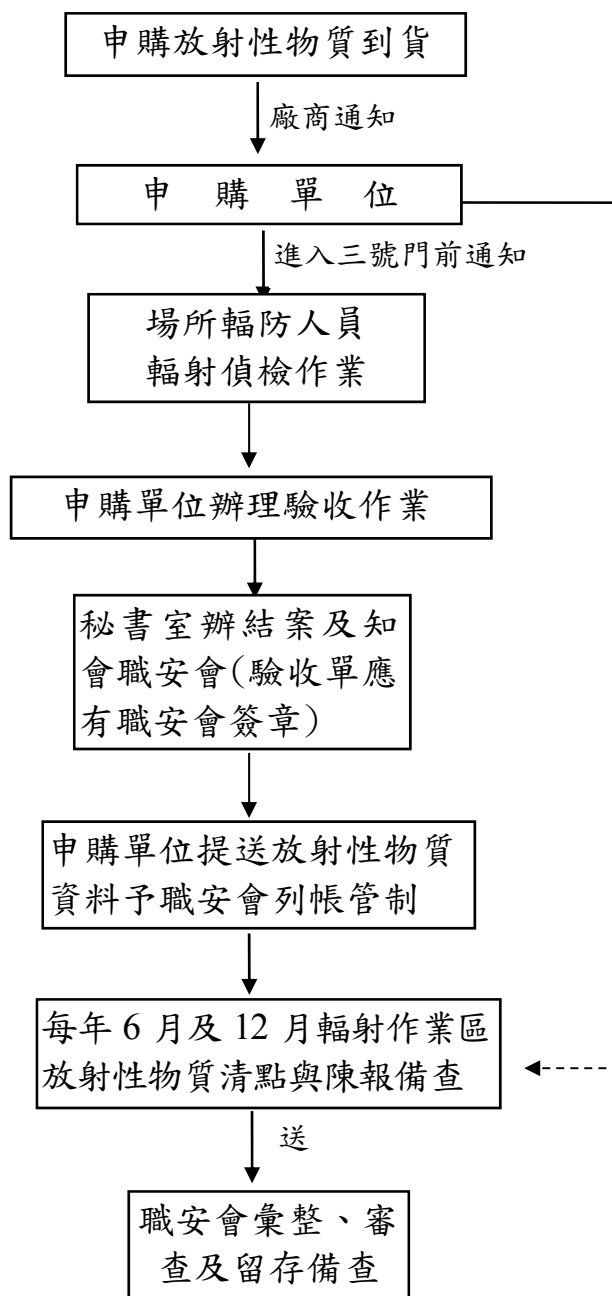 申購放射性物質到貨
廠商通知
申購單位
進入三號門前通知
場所輻防人員
輻射偵檢作業
申購單位辦理驗收作業
秘書室辦結案及知
會職安會(驗收單應
有職安會簽章)
申購單位提送放射性物質
資料予職安會列帳管制
每年 6 月及 12 月輻射作業區
放射性物質清點與陳報備查
送
職安會彙整、審
查及留存備查